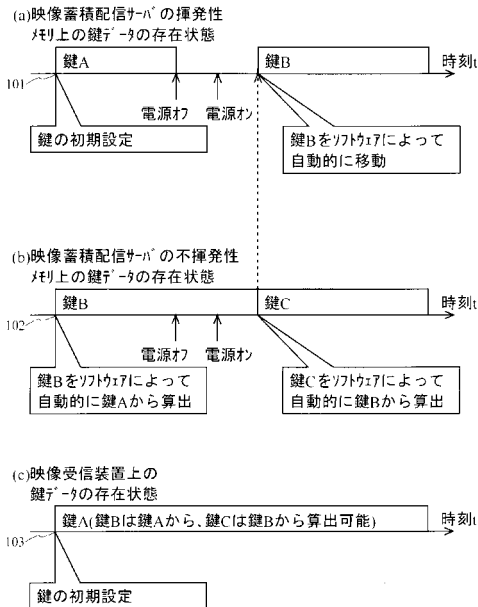 (a)映像蓄積配信サーバの揮発性
メモリ上の鍵データの存在状態
鍵A
鍵B
時刻t
101
電源オフ
電源オン
鍵の初期設定
鍵Bをソフトウェアによって
自動的に移動
(b)映像蓄積配信サーバの不揮発性
メモリ上の鍵データの存在状態
鍵B
鍵C
時刻t
102
電源オフ
電源オン
鍵Bをソフトウェアによって
自動的に鍵Aから算出
鍵Cをソフトウェアによって
自動的に鍵Bから算出
(c)映像受信装置上の
鍵データの存在状態
鍵A(鍵Bは鍵Aから、鍵Cは鍵Bから算出可能)
時刻t
103
鍵の初期設定